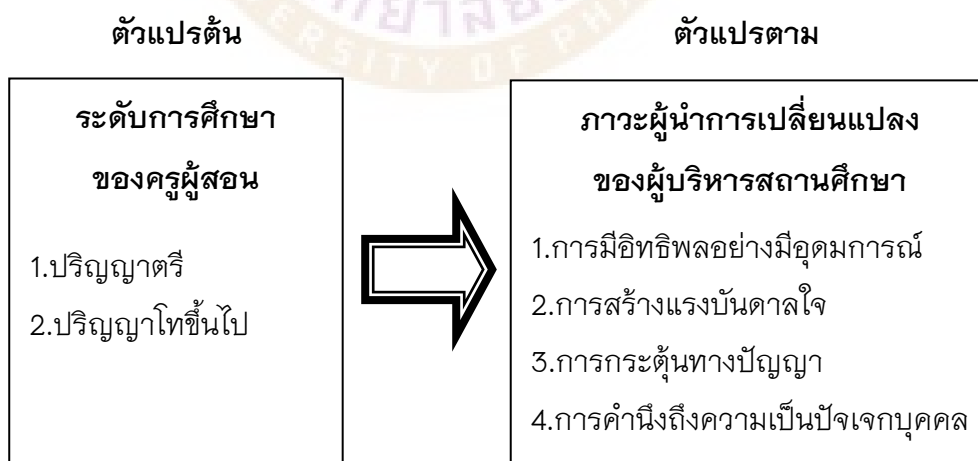 ตัวแปรต้น
ระดับการศึกษา
ของครูผู้สอน
1.ปริญญาตรี
2.ปริญญาโทขึ้นไป
ตัวแปรตาม
ภาวะผู้นำการเปลี่ยนแปลง
ของผู้บริหารสถานศึกษา
1.การมีอิทธิพลอย่างมีอุดมการณ์
2.การสร้างแรงบันดาลใจ
3.การกระตุ้นทางปัญญา
4.การคำนึงถึงความเป็นปัจเจกบุคคล